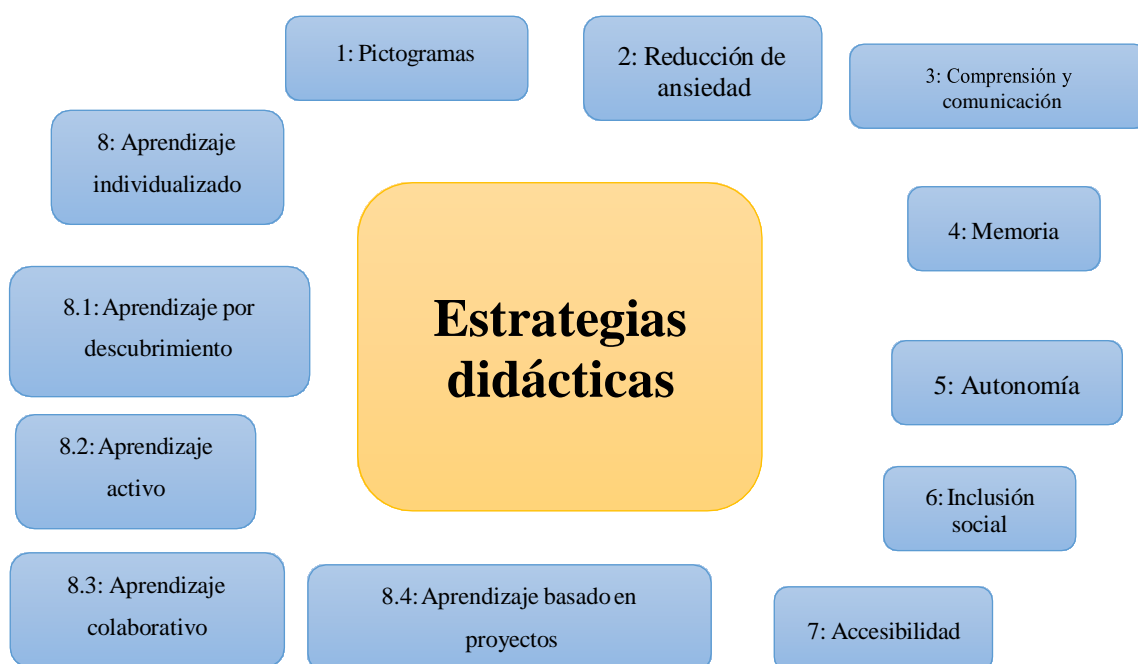 1: Pictogramas
2: Reducción de
ansiedad
3: Comprensión y
comunicación
4: Memoria
5: Autonomía
6: Inclusión
social
7: Accesibilidad
8: Aprendizaje
individualizado
8.1: Aprendizaje por
descubrimiento
8.2: Aprendizaje
activo
8.3: Aprendizaje
colaborativo
8.4: Aprendizaje basado en
proyectos
Estrategias
didácticas